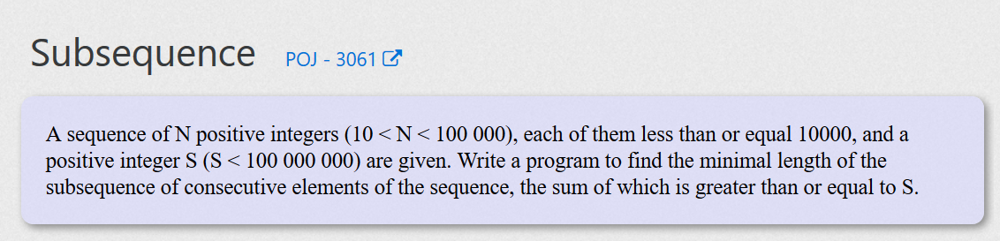 Subsequence POJ - 3061
A sequence of N positive integers (10 < N < 100 000), each of them less than or equal 10000, and a
positive integer S (S < 100 000 000) are given. Write a program to find the minimal length of the
subsequence of consecutive elements of the sequence, the sum of which is greater than or equal to S.